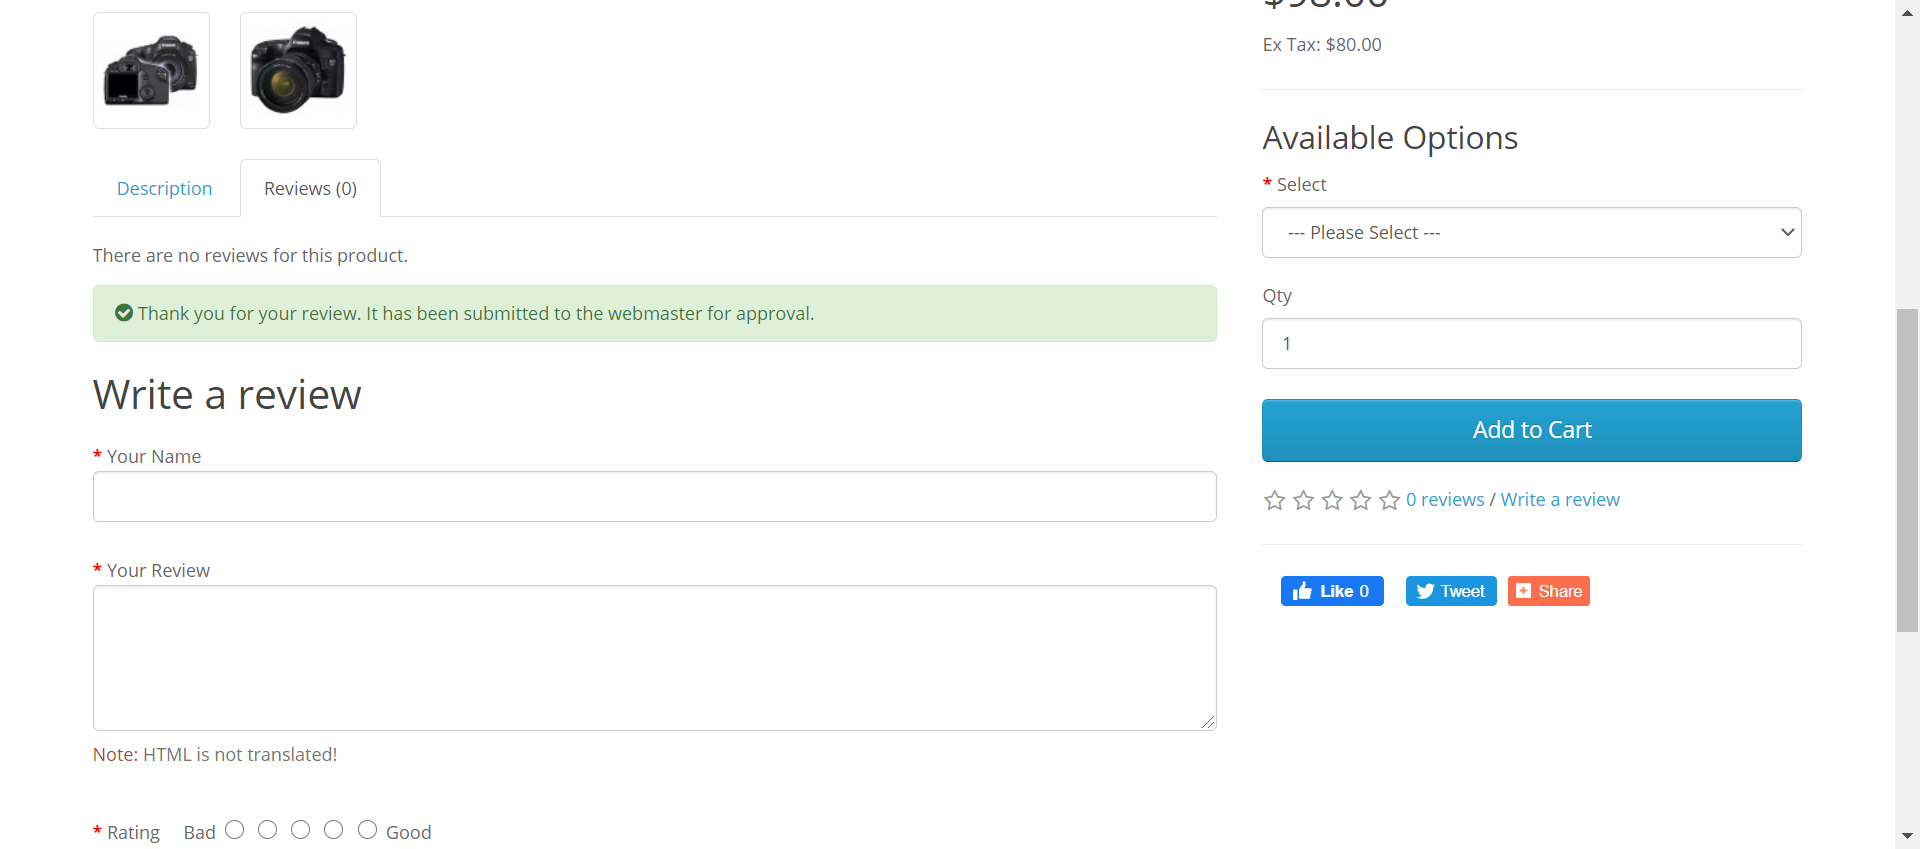 $98.00
Ex Tax: $80.00
Description
Reviews (0)
There are no reviews for this product.
Thank you for your review. It has been submitted to the webmaster for approval.
Write a review
* Your Name
* Your Review
Note: HTML is not translated!
* Rating Bad Good
Available Options
* Select
--- Please Select ---
Qty
1
Add to Cart
0 reviews / Write a review
Like 0
Tweet
Share